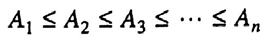 A₁ ≤ A₂ ≤ A₃ ≤ ⋯ ≤ Aₙ